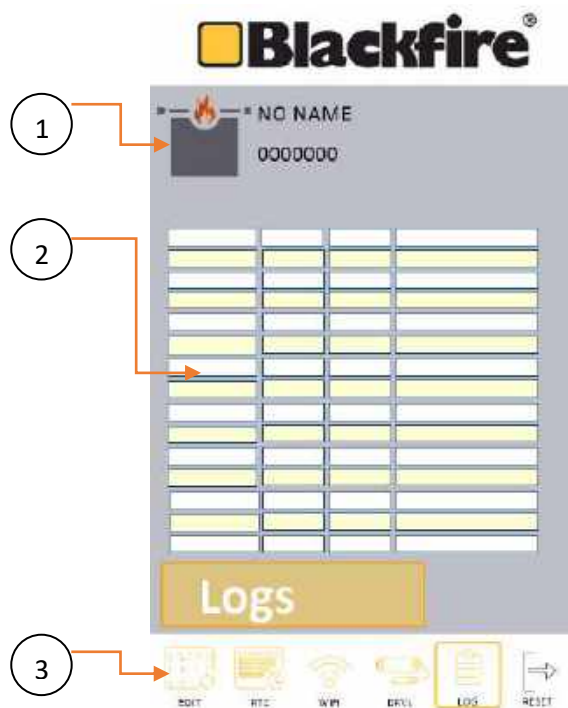 Blackfire®
1
NO NAME
0000000
2
Logs
3
EDIT RTC WIFI LOG RESET